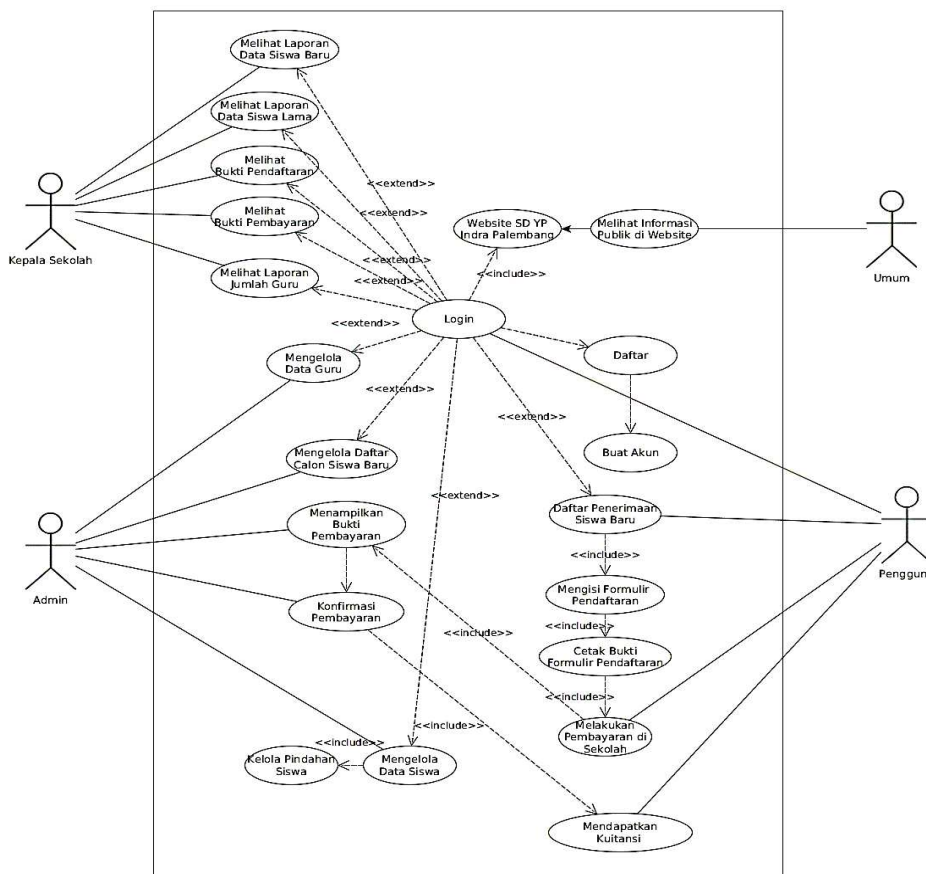 Melihat Laporan
Data Siswa Baru
Melihat Laporan
Data Siswa Lama
Melihat
Bukti Pendaftaran
<<extend>>
Melihat
Bukti Pembayaran
Website SD YP
Indra Palembang
Melihat Informasi
Publik di Website
Kepala Sekolah
Umum
<<extend>>
Melihat Laporan
Jumlah Guru
<<extend>>
<<include>>
Login
<<extend>>
Mengelola
Data Guru
Daftar
<<extend>>
<<extend>>
Mengelola Daftar
Calon Siswa Baru
Buat Akun
<<extend>>
Menampilkan
Bukti
Pembayaran
Daftar Penerimaan
Siswa Baru
<<include>>
Admin
Penggun
Konfirmasi
Pembayaran
Mengisi Formulir
Pendaftaran
<<include>>
<<include>>
Cetak Bukti
Formulir Pendaftaran
<<include>>
Melakukan
Pembayaran di
Sekolah
<<include>>
<<include>>
Kelola Pindahan
Siswa
Mengelola
Data Siswa
Mendapatkan
Kuitansi